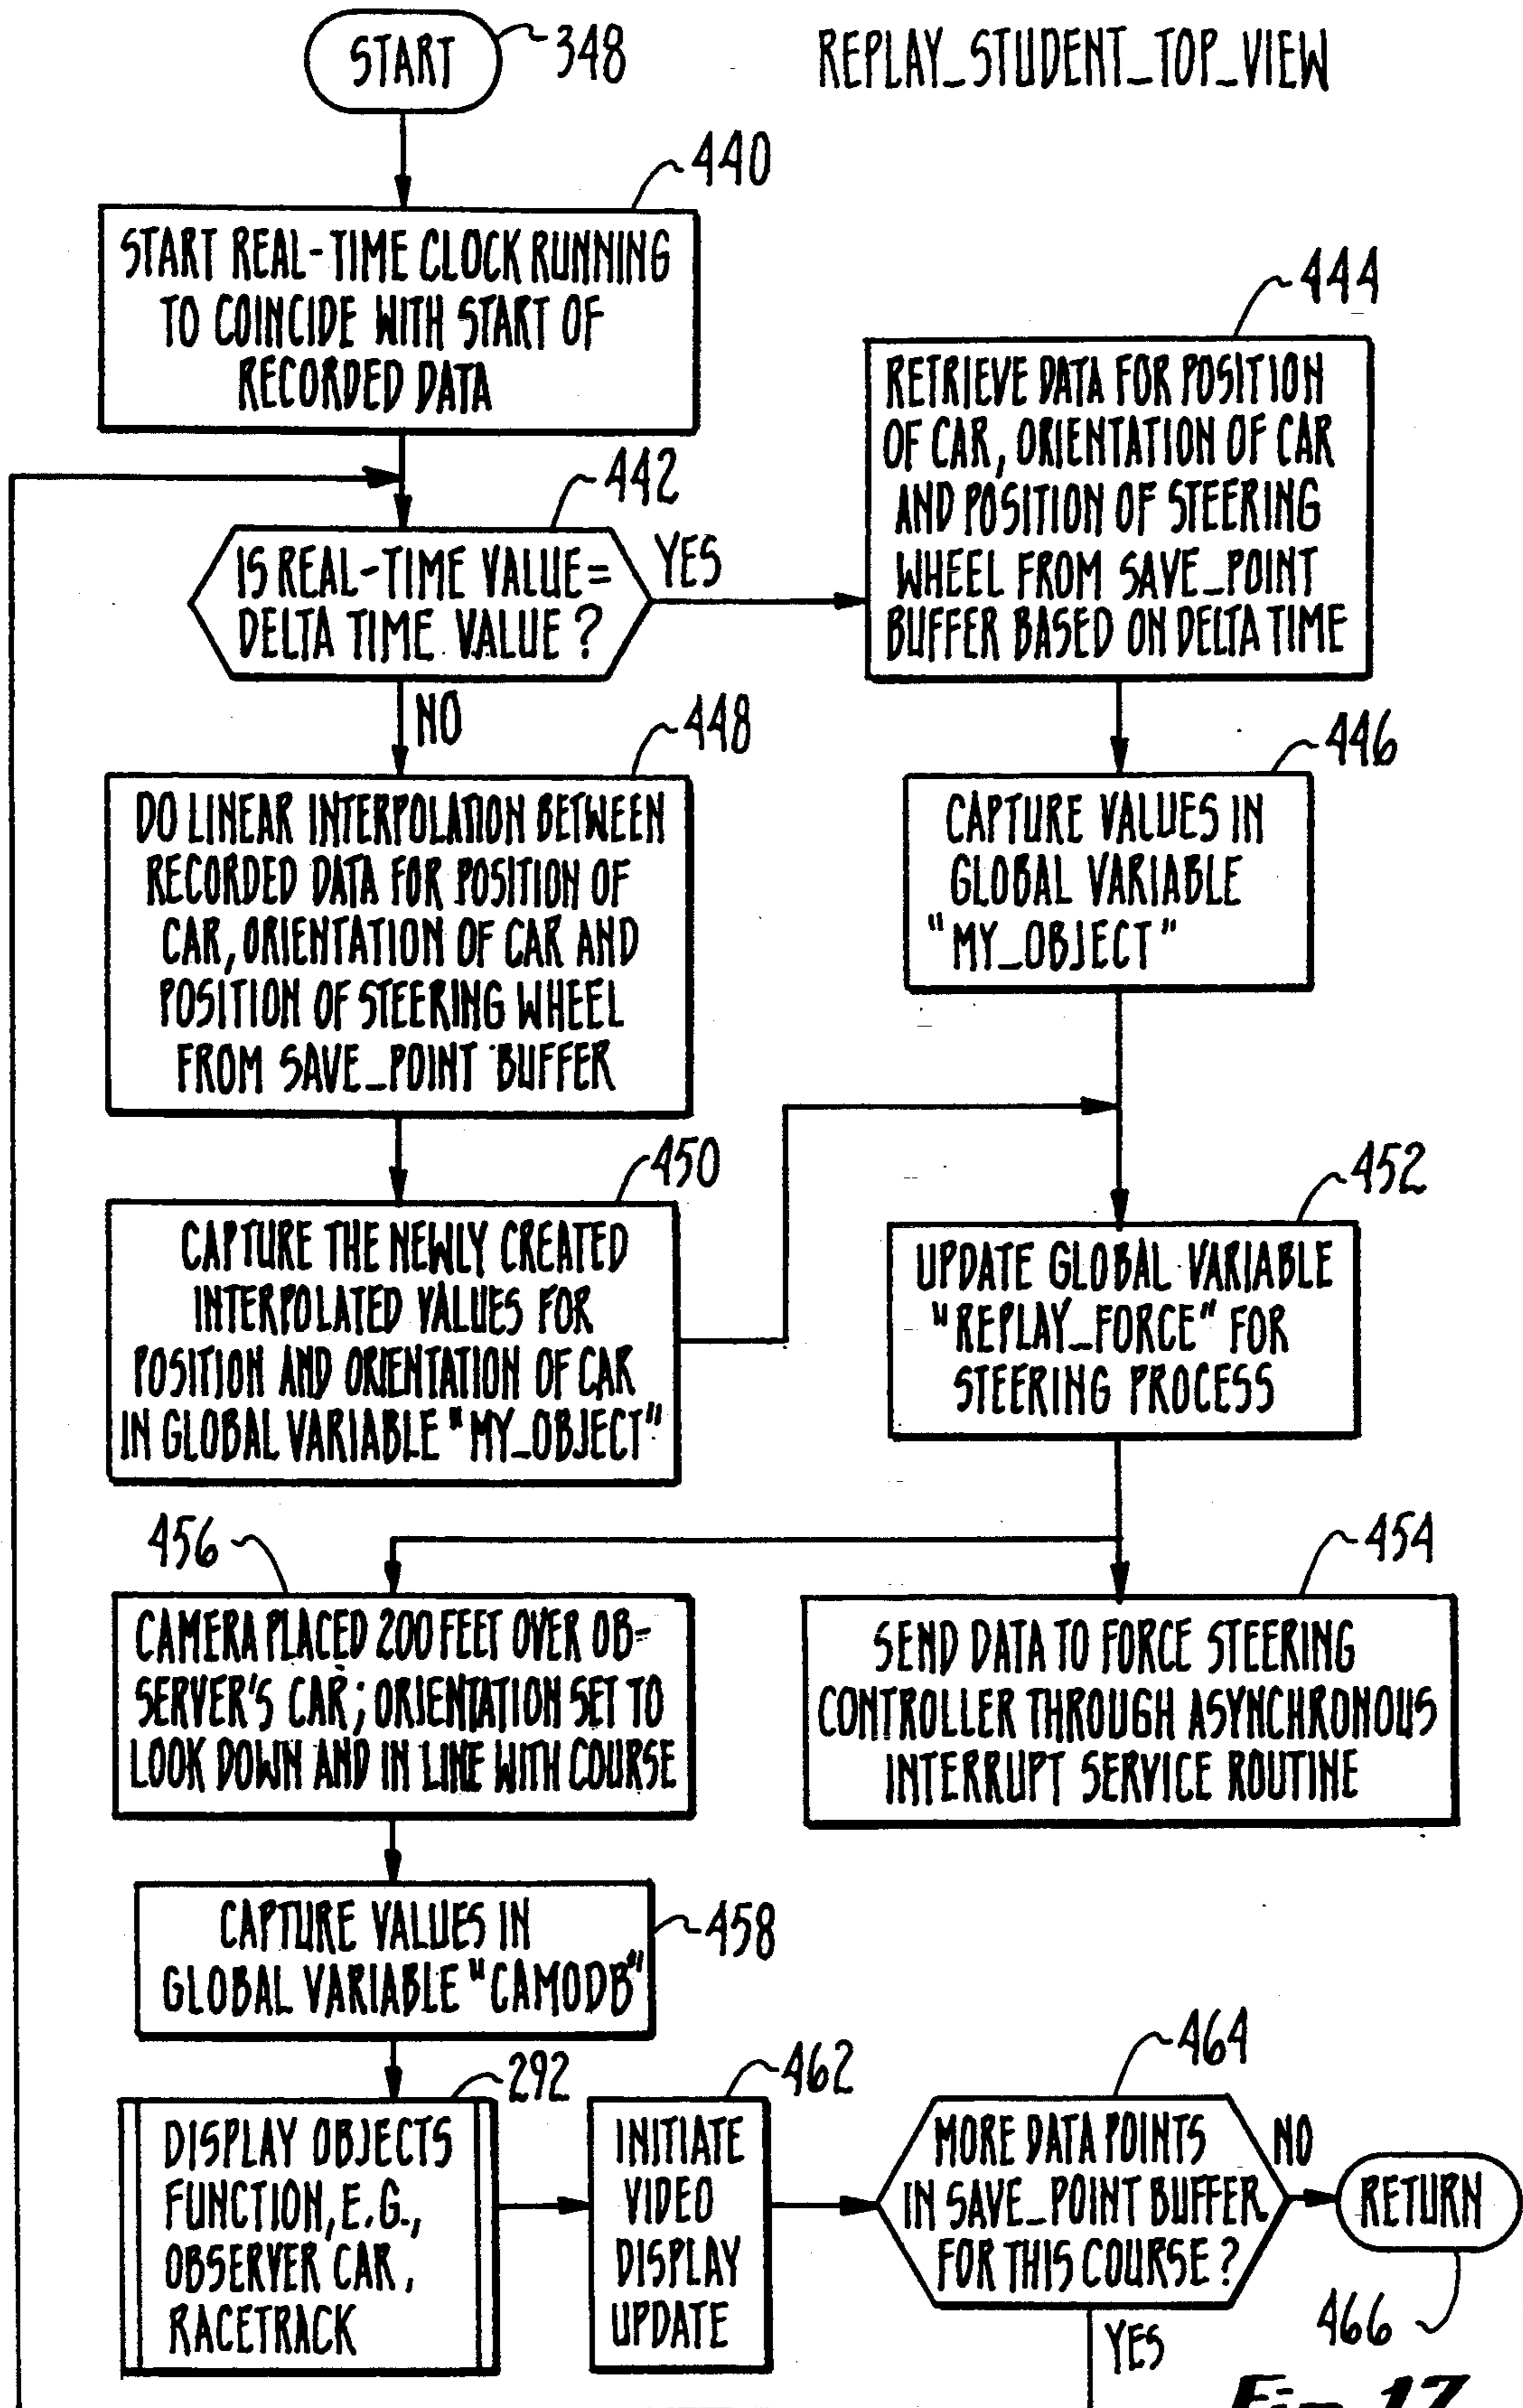 START
348
REPLAY_STUDENT_TOP_VIEW
440
START REAL-TIME CLOCK RUNNING
TO COINCIDE WITH START OF
RECORDED DATA
442
IS REAL-TIME VALUE=
DELTA TIME VALUE?
YES
NO
444
RETRIEVE DATA FOR POSITION
OF CAR, ORIENTATION OF CAR
AND POSITION OF STEERING
WHEEL FROM SAVE_POINT
BUFFER BASED ON DELTA TIME
446
CAPTURE VALUES IN
GLOBAL VARIABLE
"MY_OBJECT"
448
DO LINEAR INTERPOLATION BETWEEN
RECORDED DATA FOR POSITION OF
CAR, ORIENTATION OF CAR AND
POSITION OF STEERING WHEEL
FROM SAVE_POINT BUFFER
450
CAPTURE THE NEWLY CREATED
INTERPOLATED VALUES FOR
POSITION AND ORIENTATION OF CAR
IN GLOBAL VARIABLE "MY_OBJECT"
452
UPDATE GLOBAL VARIABLE
"REPLAY_FORCE" FOR
STEERING PROCESS
454
SEND DATA TO FORCE STEERING
CONTROLLER THROUGH ASYNCHRONOUS
INTERRUPT SERVICE ROUTINE
456
CAMERA PLACED 200 FEET OVER OB-
SERVER'S CAR; ORIENTATION SET TO
LOOK DOWN AND IN LINE WITH COURSE
458
CAPTURE VALUES IN
GLOBAL VARIABLE "CAMODB"
292
DISPLAY OBJECTS
FUNCTION, E.G.,
OBSERVER CAR,
RACETRACK
462
INITIATE
VIDEO
DISPLAY
UPDATE
464
MORE DATA POINTS
IN SAVE_POINT BUFFER
FOR THIS COURSE?
NO
YES
RETURN
466
Fig. 17